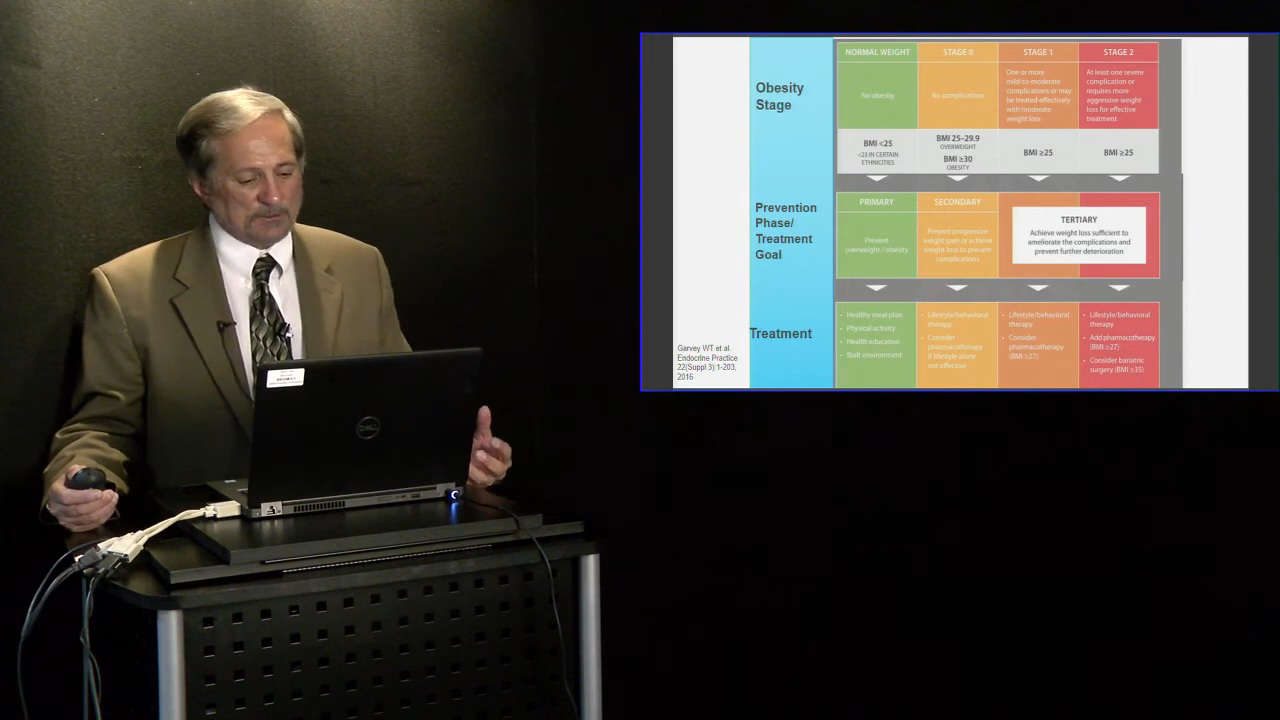 Obesity
Stage
NORMAL WEIGHT
No obesity
BMI <25
<23 IN CERTAIN
ETHNICITIES
STAGE 0
No complications
BMI 25–29.9
OVERWEIGHT
BMI ≥30
OBESITY
STAGE 1
One or more
mild-to-moderate
complications or may
be treated effectively
with moderate
weight loss
BMI ≥25
STAGE 2
At least one severe
complication or
requires more
aggressive weight
loss for effective
treatment
BMI ≥25
Prevention
Phase/
Treatment
Goal
PRIMARY
Prevent
overweight/obesity
SECONDARY
Prevent progressive
weight gain or achieve
weight loss to prevent
complications
TERTIARY
Achieve weight loss sufficient to
ameliorate the complications and
prevent further deterioration
Treatment
• Healthy meal plan
• Physical activity
• Health education
• Built environment
• Lifestyle/behavioral
therapy
• Consider
pharmacotherapy
if lifestyle alone
not effective
• Lifestyle/behavioral
therapy
• Consider
pharmacotherapy
(BMI ≥27)
• Lifestyle/behavioral
therapy
• Add pharmacotherapy
(BMI ≥27)
• Consider bariatric
surgery (BMI ≥35)
Garvey WT et al.
Endocrine Practice
22(Suppl 3):1-203,
2016
DELL